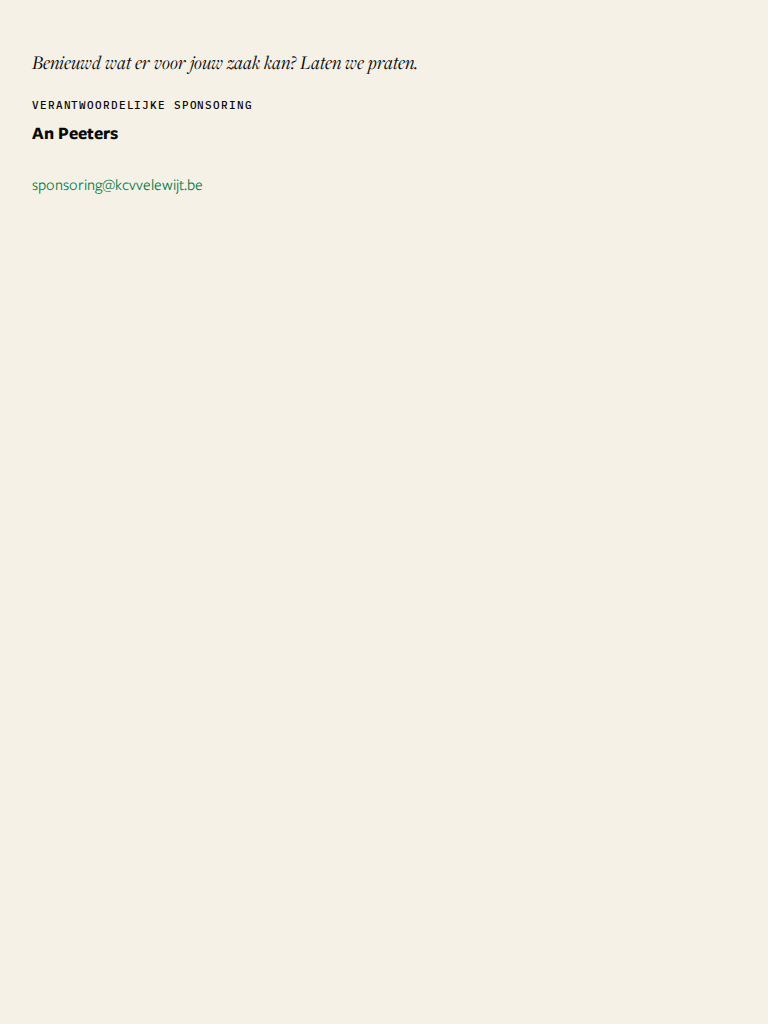 Benieuwd wat er voor jouw zaak kan? Laten we praten.
VERANTWOORDELIJKE SPONSORING
An Peeters
sponsoring@kcvvelewijt.be